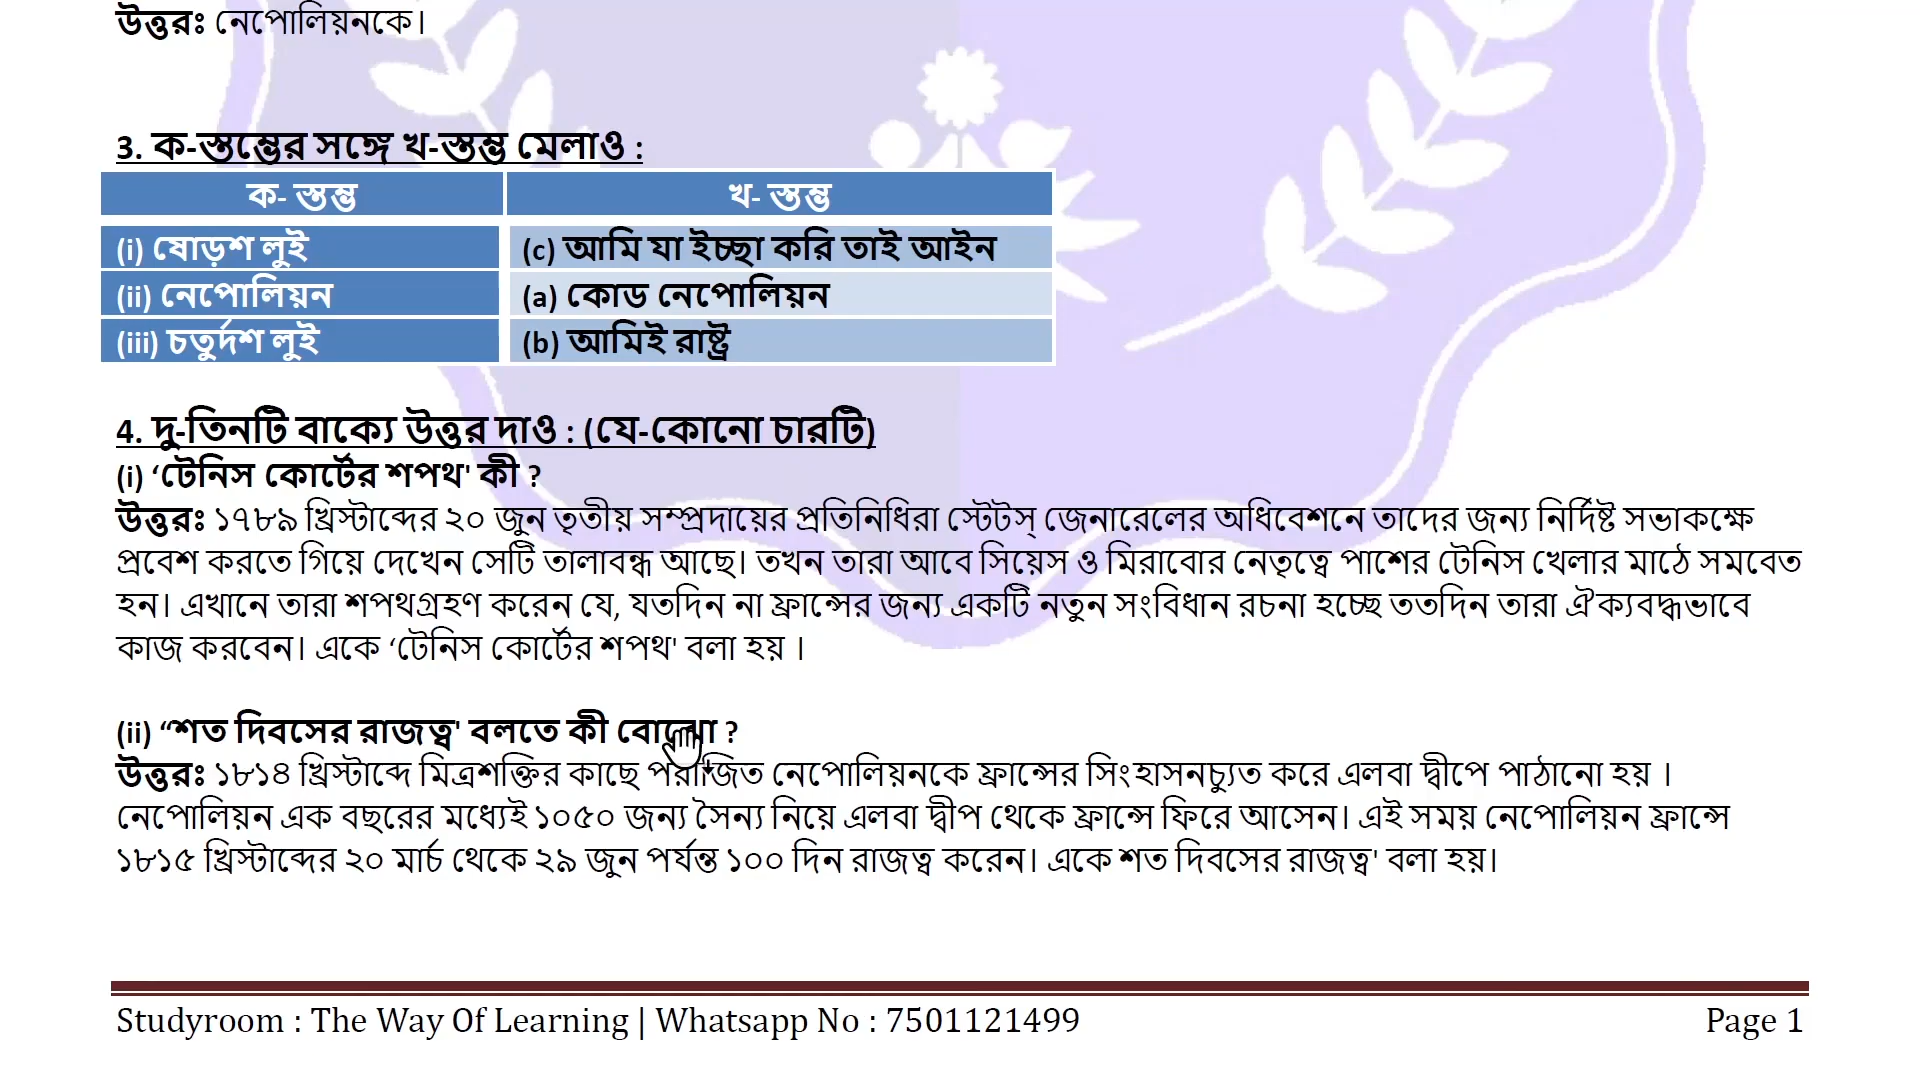 উত্তরঃ নেপোলিয়নকে।
3. ক-স্তম্ভের সঙ্গে খ-স্তম্ভ মেলাও :
ক- স্তম্ভ খ- স্তম্ভ
(i) ষোড়শ লুই (c) আমি যা ইচ্ছা করি তাই আইন
(ii) নেপোলিয়ন (a) কোড নেপোলিয়ন
(iii) চতুর্দশ লুই (b) আমিই রাষ্ট্র
4. দু-তিনটি বাক্যে উত্তর দাও : (যে-কোনো চারটি)
(i) ‘টেনিস কোর্টের শপথ' কী ?
উত্তরঃ ১৭৮৯ খ্রিস্টাব্দের ২০ জুন তৃতীয় সম্প্রদায়ের প্রতিনিধিরা স্টেটস্ জেনারেলের অধিবেশনে তাদের জন্য নির্দিষ্ট সভাকক্ষে
প্রবেশ করতে গিয়ে দেখেন সেটি তালাবন্ধ আছে। তখন তারা আবে সিয়েস ও মিরাবোর নেতৃত্বে পাশের টেনিস খেলার মাঠে সমবেত
হন। এখানে তারা শপথগ্রহণ করেন যে, যতদিন না ফ্রান্সের জন্য একটি নতুন সংবিধান রচনা হচ্ছে ততদিন তারা ঐক্যবদ্ধভাবে
কাজ করবেন। একে ‘টেনিস কোর্টের শপথ' বলা হয় ।
(ii) “শত দিবসের রাজত্ব' বলতে কী বোঝো ?
উত্তরঃ ১৮১৪ খ্রিস্টাব্দে মিত্রশক্তির কাছে পরাজিত নেপোলিয়নকে ফ্রান্সের সিংহাসনচ্যুত করে এলবা দ্বীপে পাঠানো হয় ।
নেপোলিয়ন এক বছরের মধ্যেই ১০৫০ জন্য সৈন্য নিয়ে এলবা দ্বীপ থেকে ফ্রান্সে ফিরে আসেন। এই সময় নেপোলিয়ন ফ্রান্সে
১৮১৫ খ্রিস্টাব্দের ২০ মার্চ থেকে ২৯ জুন পর্যন্ত ১০০ দিন রাজত্ব করেন। একে শত দিবসের রাজত্ব' বলা হয়।
Studyroom : The Way Of Learning | Whatsapp No : 7501121499 Page 1